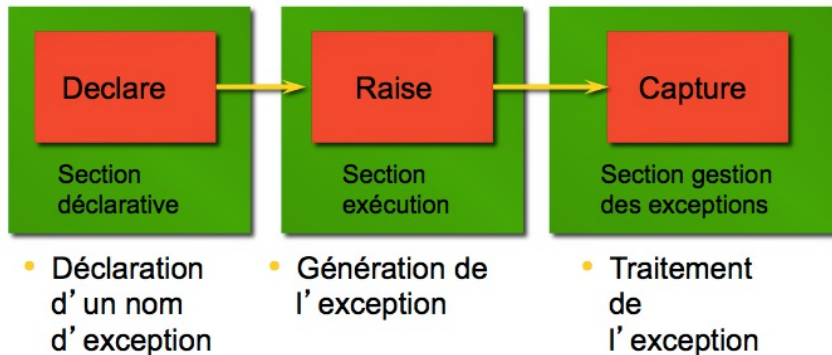 Declare
Section
déclarative
Raise
Section
exécution
Capture
Section gestion
des exceptions
• Déclaration
d’un nom
d’exception
• Génération de
l’exception
• Traitement
de
l’exception